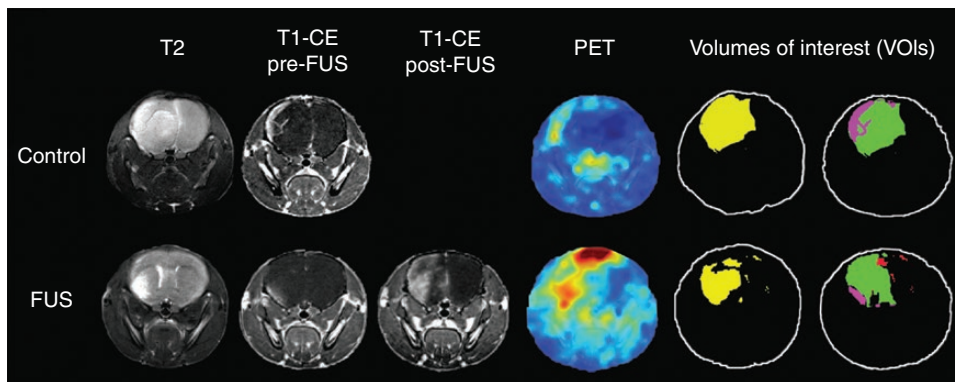 T2
T1-CE
pre-FUS
T1-CE
post-FUS
PET
Volumes of interest (VOIs)
Control
FUS